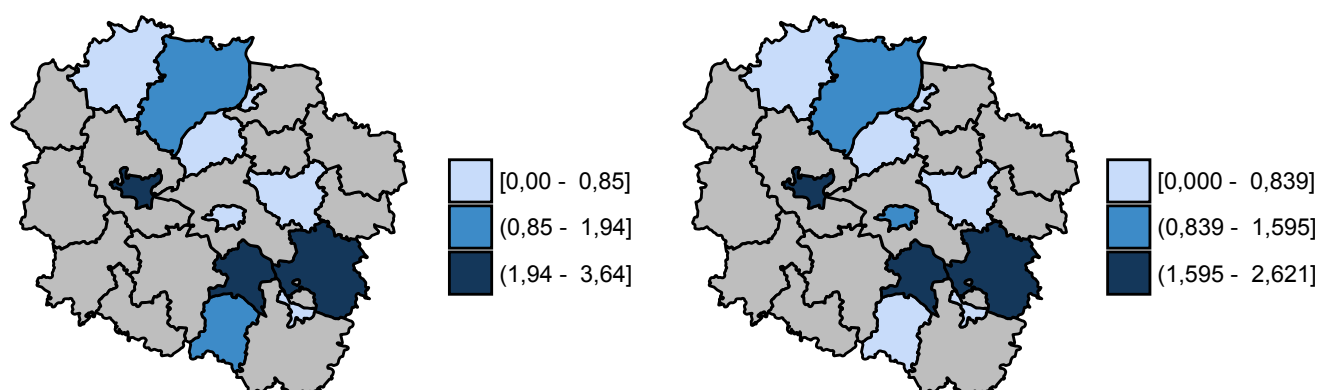 [0,00 -  0,85]
(0,85 -  1,94]
(1,94 -  3,64]
[0,000 -  0,839]
(0,839 -  1,595]
(1,595 -  2,621]